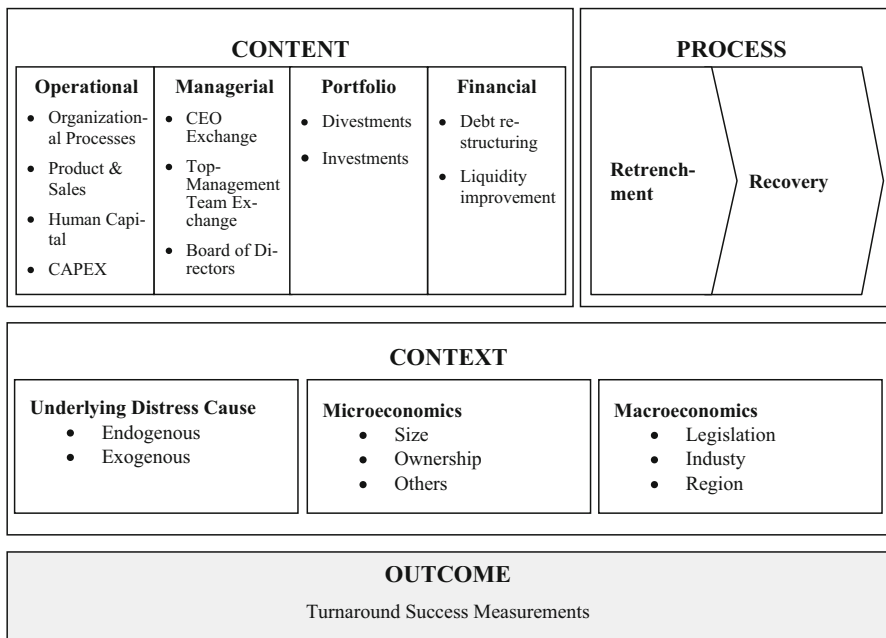 CONTENT
Operational
• Organization-
al Processes
• Product &
Sales
• Human Capi-
tal
• CAPEX
Managerial
• CEO
Exchange
• Top-
Management
Team Ex-
change
• Board of Di-
rectors
Portfolio
• Divestments
• Investments
Financial
• Debt re-
structuring
• Liquidity
improvement
PROCESS
Retrench-
ment
Recovery
CONTEXT
Underlying Distress Cause
• Endogenous
• Exogenous
Microeconomics
• Size
• Ownership
• Others
Macroeconomics
• Legislation
• Industy
• Region
OUTCOME
Turnaround Success Measurements